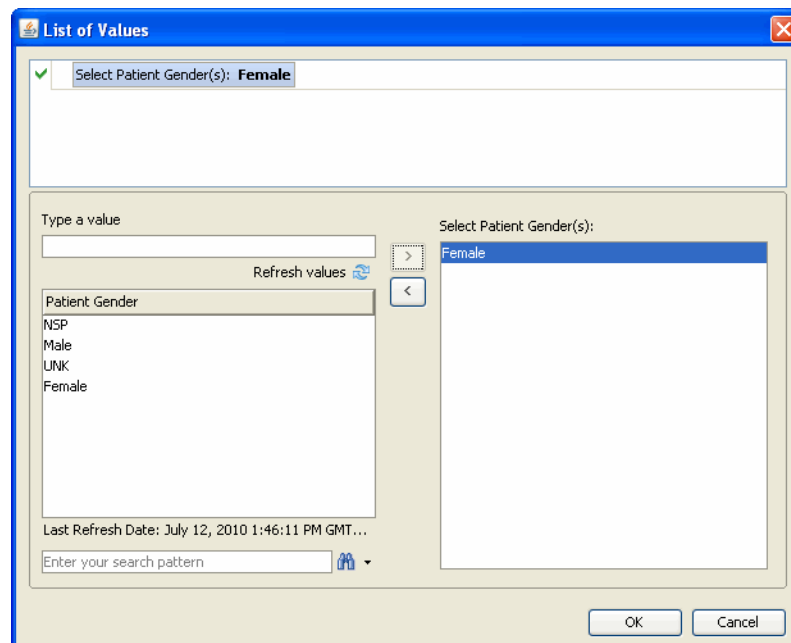 List of Values
Select Patient Gender(s): Female
Type a value
Refresh values
Patient Gender
NSP
Male
UNK
Female
Last Refresh Date: July 12, 2010 1:46:11 PM GMT...
Enter your search pattern
>
<
Select Patient Gender(s):
Female
OK Cancel